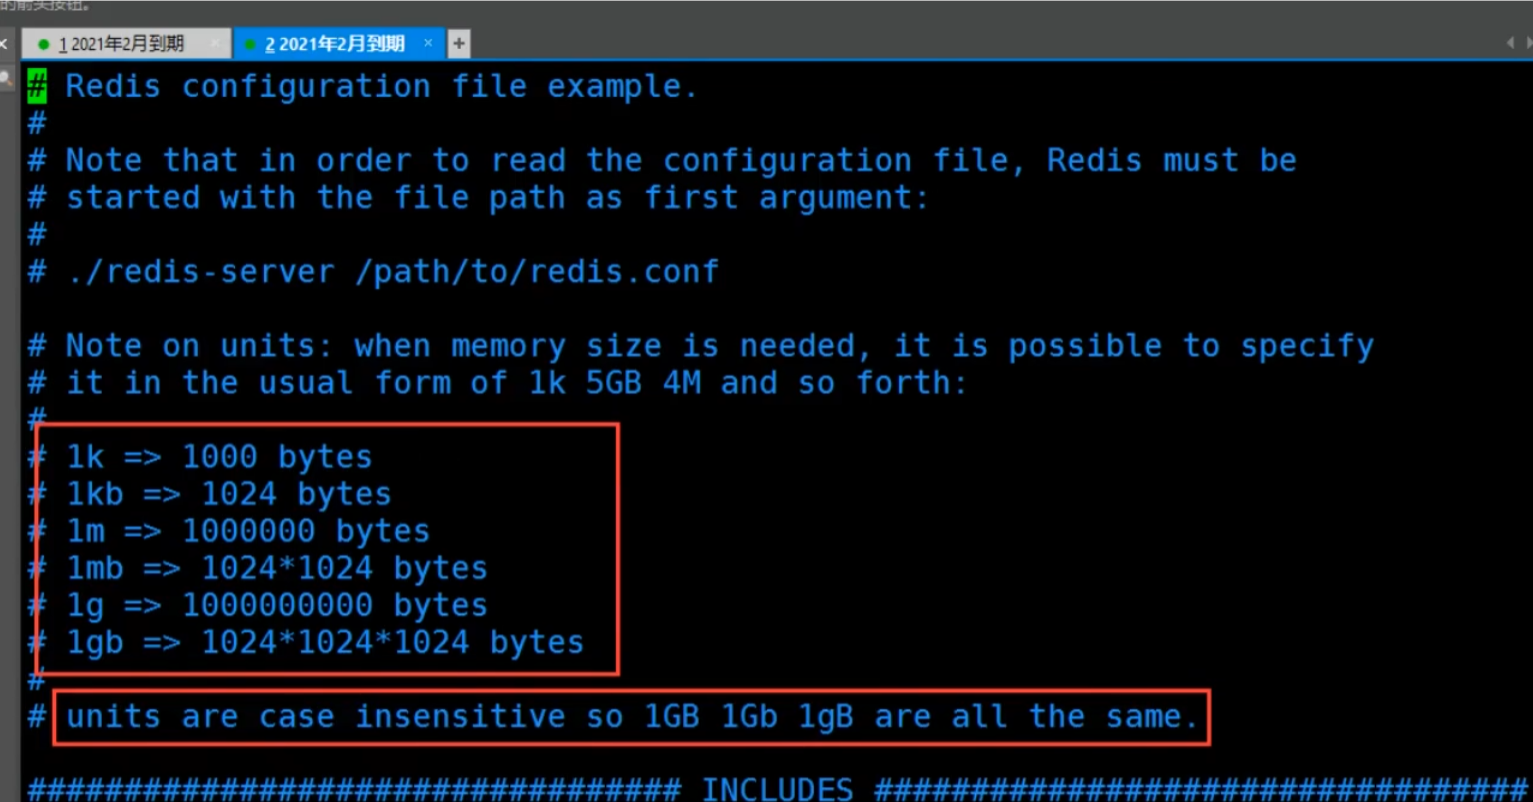 的箭头按钮。
1 2021年2月到期
2 2021年2月到期
# Redis configuration file example.
#
# Note that in order to read the configuration file, Redis must be
# started with the file path as first argument:
#
# ./redis-server /path/to/redis.conf
# Note on units: when memory size is needed, it is possible to specify
# it in the usual form of 1k 5GB 4M and so forth:
#
# 1k => 1000 bytes
# 1kb => 1024 bytes
# 1m => 1000000 bytes
# 1mb => 1024*1024 bytes
# 1g => 1000000000 bytes
# 1gb => 1024*1024*1024 bytes
#
# units are case insensitive so 1GB 1Gb 1gB are all the same.
################################## INCLUDES ##################################